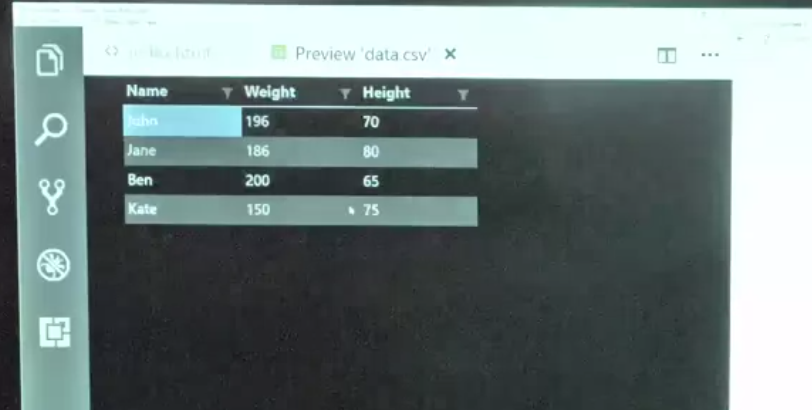 Preview 'data.csv'
Name Weight Height
John 196 70
Jane 186 80
Ben 200 65
Kate 150 75